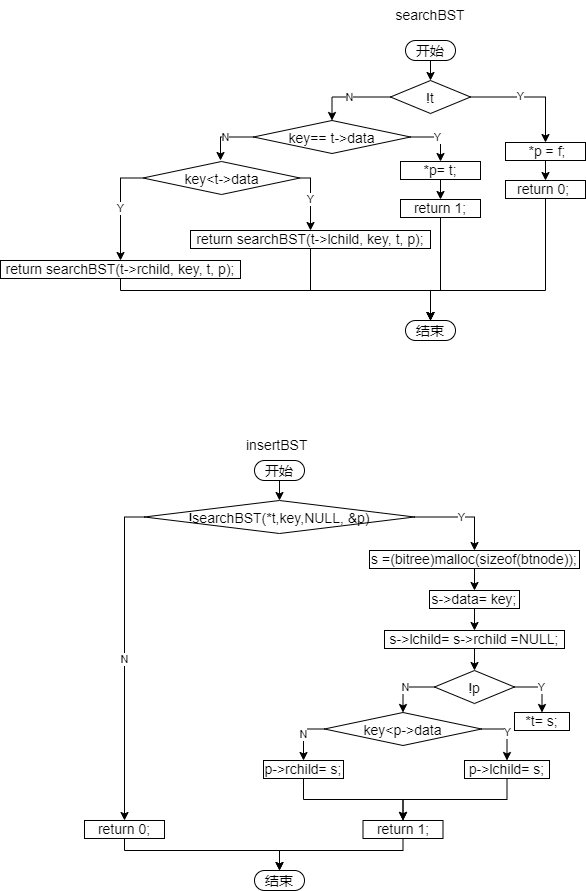 searchBST
开始
!t
N
Y
key== t->data
N
Y
*p = f;
*p= t;
key<t->data
return 0;
Y
Y
return 1;
return searchBST(t->lchild, key, t, p);
return searchBST(t->rchild, key, t, p);
结束
insertBST
开始
!searchBST(*t,key,NULL, &p)
Y
s =(bitree)malloc(sizeof(btnode));
s->data= key;
s->lchild= s->rchild =NULL;
N
!p
N
Y
*t= s;
key<p->data
N
Y
p->rchild= s;
p->lchild= s;
return 0;
return 1;
结束